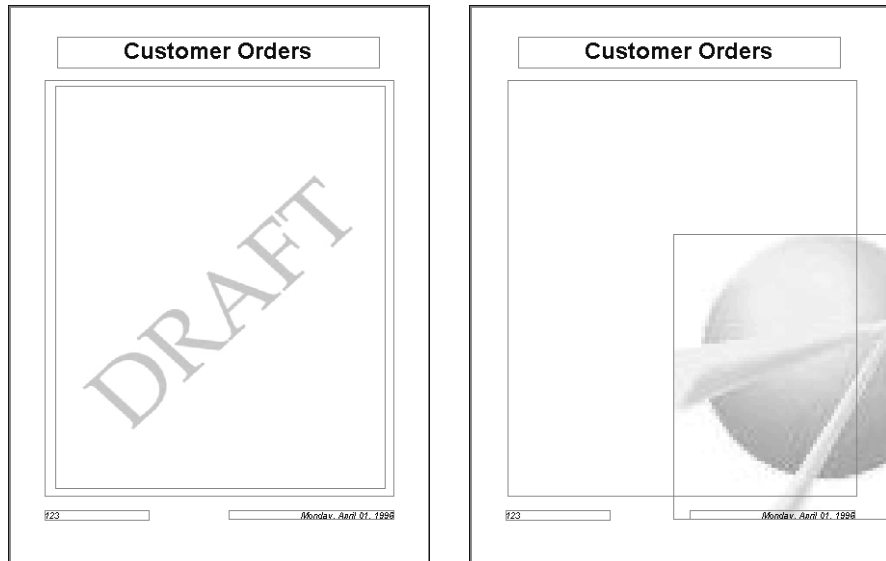 Customer Orders
DRAFT
123
Monday, April 01, 1996
Customer Orders
123
Monday, April 01, 1996